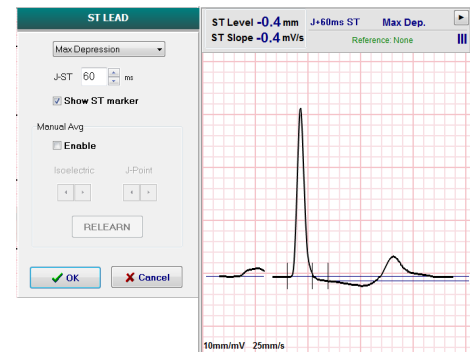 ST LEAD
Max Depression
J-ST 60 ms
Show ST marker
Manual Avg
Enable
Isoelectric J-Point
RELEARN
OK Cancel
ST Level -0.4 mm J+60ms ST Max Dep.
ST Slope -0.4 mV/s Reference: None III
10mm/mV 25mm/s